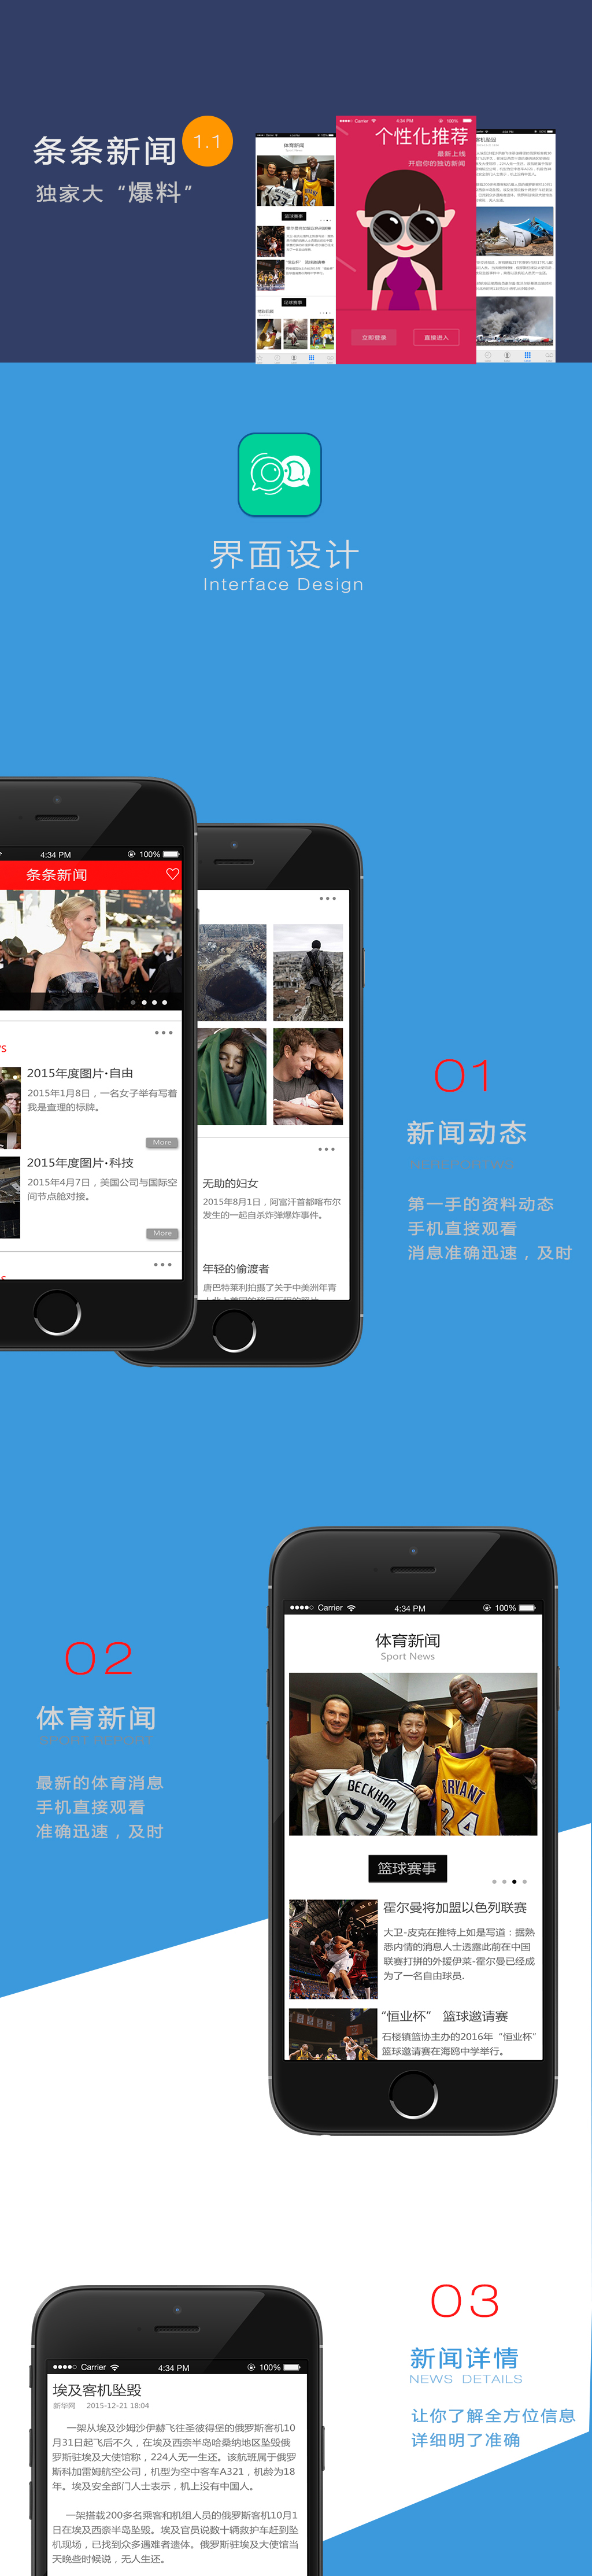 条条新闻
1.1
独家大“爆料”
体育新闻
Sport News
篮球赛事
足球赛事
Carrier
4:34 PM
100%
个性化推荐
最新上线
开启你的独访新闻
立即登录
直接进入
界面设计
Interface Design
4:34 PM
100%
条条新闻
2015年度图片·自由
2015年1月8日，一名女子举有写着
我是查理的标牌。
More
2015年度图片·科技
2015年4月7日，美国公司与国际空
间节点舱对接。
More
无助的妇女
2015年8月1日，阿富汗首都喀布尔
发生的一起自杀炸弹爆炸事件。
年轻的偷渡者
唐巴特莱利拍摄了关于中美洲年青
01
新闻动态
第一手的资料动态
手机直接观看
消息准确迅速，及时
02
体育新闻
SPORT REPORT
最新的体育消息
手机直接观看
准确迅速，及时
Carrier
4:34 PM
100%
体育新闻
Sport News
BECKHAM
23
BRYANT
24
篮球赛事
霍尔曼将加盟以色列联赛
大卫-皮克在推特上如是写道：据熟
悉内情的消息人士透露此前在中国
联赛打拼的外援伊莱-霍尔曼已经成
为了一名自由球员.
“恒业杯” 篮球邀请赛
石楼镇篮协主办的2016年“恒业杯”
篮球邀请赛在海鸥中学举行。
03
新闻详情
NEWS DETAILS
让你了解全方位信息
详细明了准确
Carrier
4:34 PM
100%
埃及客机坠毁
新华网 2015-12-21 18:04
一架从埃及沙姆沙伊赫飞往圣彼得堡的俄罗斯客机10
月31日起飞后不久，在埃及西奈半岛哈桑纳地区坠毁俄
罗斯驻埃及大使馆称，224人无一生还。该航班属于俄罗
斯科加雷姆航空公司，机型为空中客车A321，机龄为18
年。埃及安全部门人士表示，机上没有中国人。
一架搭载200多名乘客和机组人员的俄罗斯客机10月1
日在埃及西奈半岛坠毁。埃及官员说数十辆救护车赶到坠
机现场，已找到众多遇难者遗体。俄罗斯驻埃及大使馆当
天晚些时候说，无人生还。